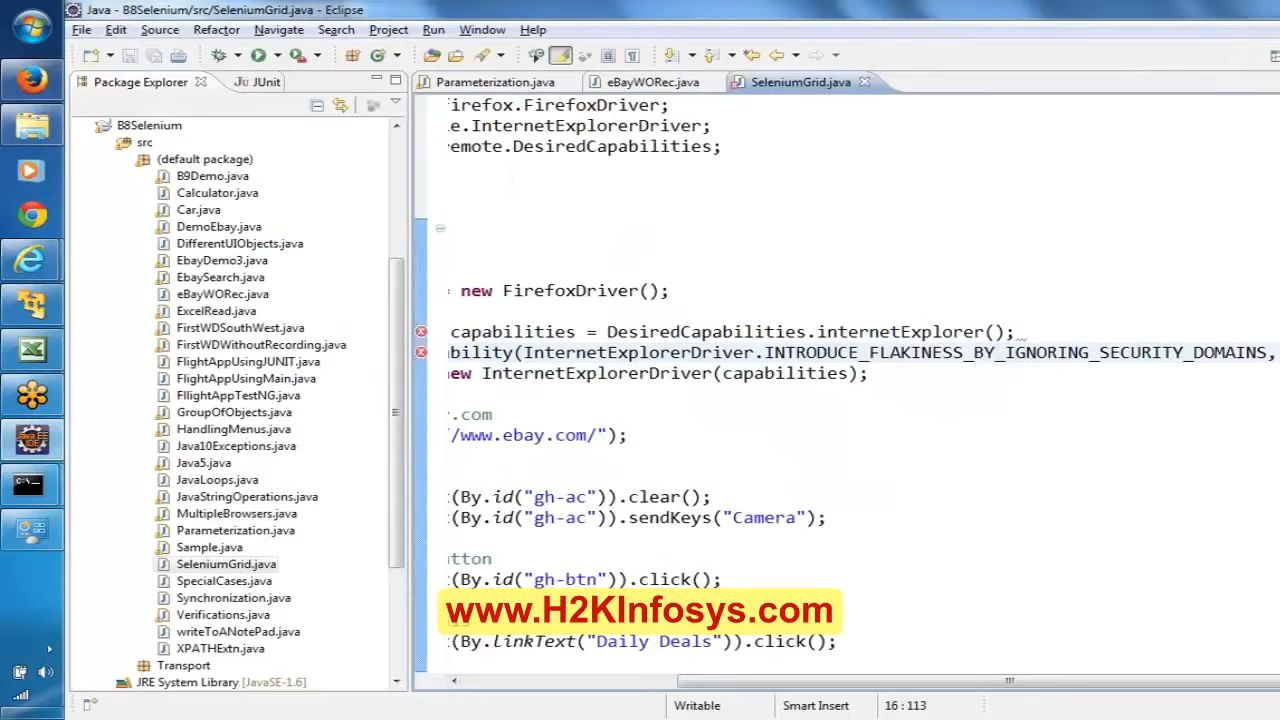 Java - B8Selenium/src/SeleniumGrid.java - Eclipse
File Edit Source Refactor Navigate Search Project Run Window Help
Package Explorer JUnit Parameterization.java eBayWORec.java SeleniumGrid.java
B8Selenium
src
(default package)
B9Demo.java
Calculator.java
Car.java
DemoEbay.java
DifferentUIObjects.java
EbayDemo3.java
EbaySearch.java
eBayWORec.java
ExcelRead.java
FirstWDSouthWest.java
FirstWDWithoutRecording.java
FlightAppUsingJUNIT.java
FlightAppUsingMain.java
FllightAppTestNG.java
GroupOfObjects.java
HandlingMenus.java
Java10Exceptions.java
Java5.java
JavaLoops.java
JavaStringOperations.java
MultipleBrowsers.java
Parameterization.java
Sample.java
SeleniumGrid.java
SpecialCases.java
Synchronization.java
Verifications.java
writeToANotePad.java
XPATHExtn.java
Transport
JRE System Library [JavaSE-1.6]
irefox.FirefoxDriver;
e.InternetExplorerDriver;
emote.DesiredCapabilities;
= new FirefoxDriver();
capabilities = DesiredCapabilities.internetExplorer();
bility(InternetExplorerDriver.INTRODUCE_FLAKINESS_BY_IGNORING_SECURITY_DOMAINS,
new InternetExplorerDriver(capabilities);
y.com
//www.ebay.com/");
t(By.id("gh-ac")).clear();
t(By.id("gh-ac")).sendKeys("Camera");
utton
t(By.id("gh-btn")).click();
www.H2KInfosys.com
t(By.linkText("Daily Deals")).click();
Writable Smart Insert 16 : 113